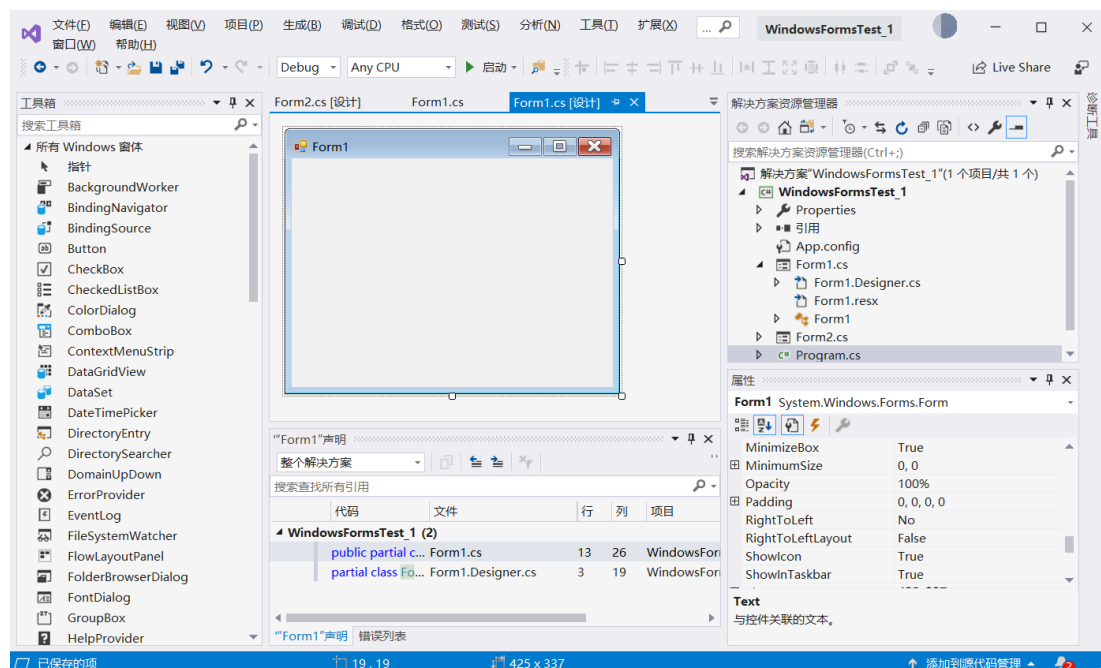 文件(F) 编辑(E) 视图(V) 项目(P) 生成(B) 调试(D) 格式(O) 测试(S) 分析(N) 工具(T) 扩展(X) ... WindowsFormsTest_1
窗口(W) 帮助(H)
Debug Any CPU 启动 Live Share
工具箱
搜索工具箱
所有 Windows 窗体
指针
BackgroundWorker
BindingNavigator
BindingSource
Button
CheckBox
CheckedListBox
ColorDialog
ComboBox
ContextMenuStrip
DataGridView
DataSet
DateTimePicker
DirectoryEntry
DirectorySearcher
DomainUpDown
ErrorProvider
EventLog
FileSystemWatcher
FlowLayoutPanel
FolderBrowserDialog
FontDialog
GroupBox
HelpProvider
Form2.cs [设计] Form1.cs Form1.cs [设计]
Form1
"Form1"声明
整个解决方案
搜索查找所有引用
代码 文件 行 列 项目
WindowsFormsTest_1 (2)
public partial c... Form1.cs 13 26 WindowsForm
partial class Fo... Form1.Designer.cs 3 19 WindowsForm
"Form1"声明 错误列表
解决方案资源管理器
搜索解决方案资源管理器(Ctrl+;)
解决方案"WindowsFormsTest_1"(1 个项目/共 1 个)
WindowsFormsTest_1
Properties
引用
App.config
Form1.cs
Form1.Designer.cs
Form1.resx
Form1
Form2.cs
Program.cs
属性
Form1 System.Windows.Forms.Form
MinimizeBox True
MinimumSize 0, 0
Opacity 100%
Padding 0, 0, 0, 0
RightToLeft No
RightToLeftLayout False
ShowIcon True
ShowInTaskbar True
Text
与控件关联的文本。
诊断工具
已保存的项 19 , 19 425 x 337 添加到源代码管理 2